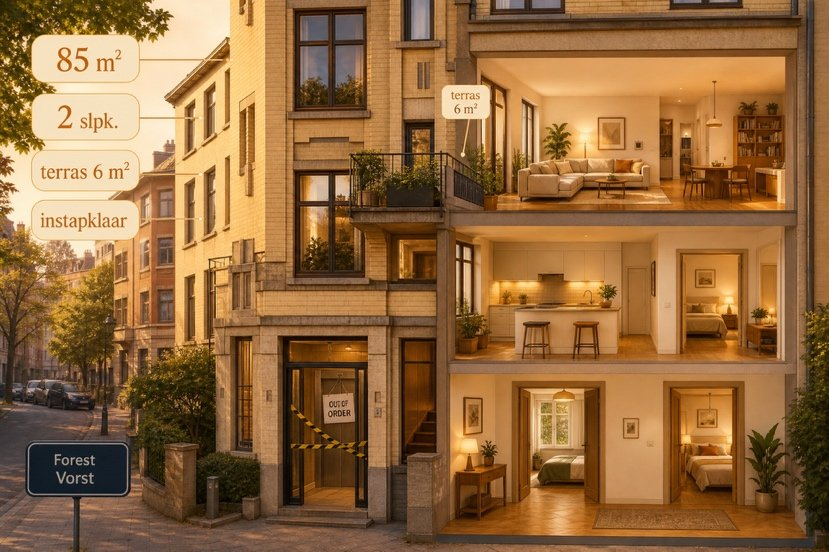 85 m²
2 slpk.
terras 6 m²
instapklaar
terras
6 m²
OUT OF
ORDER
Forest
Vorst